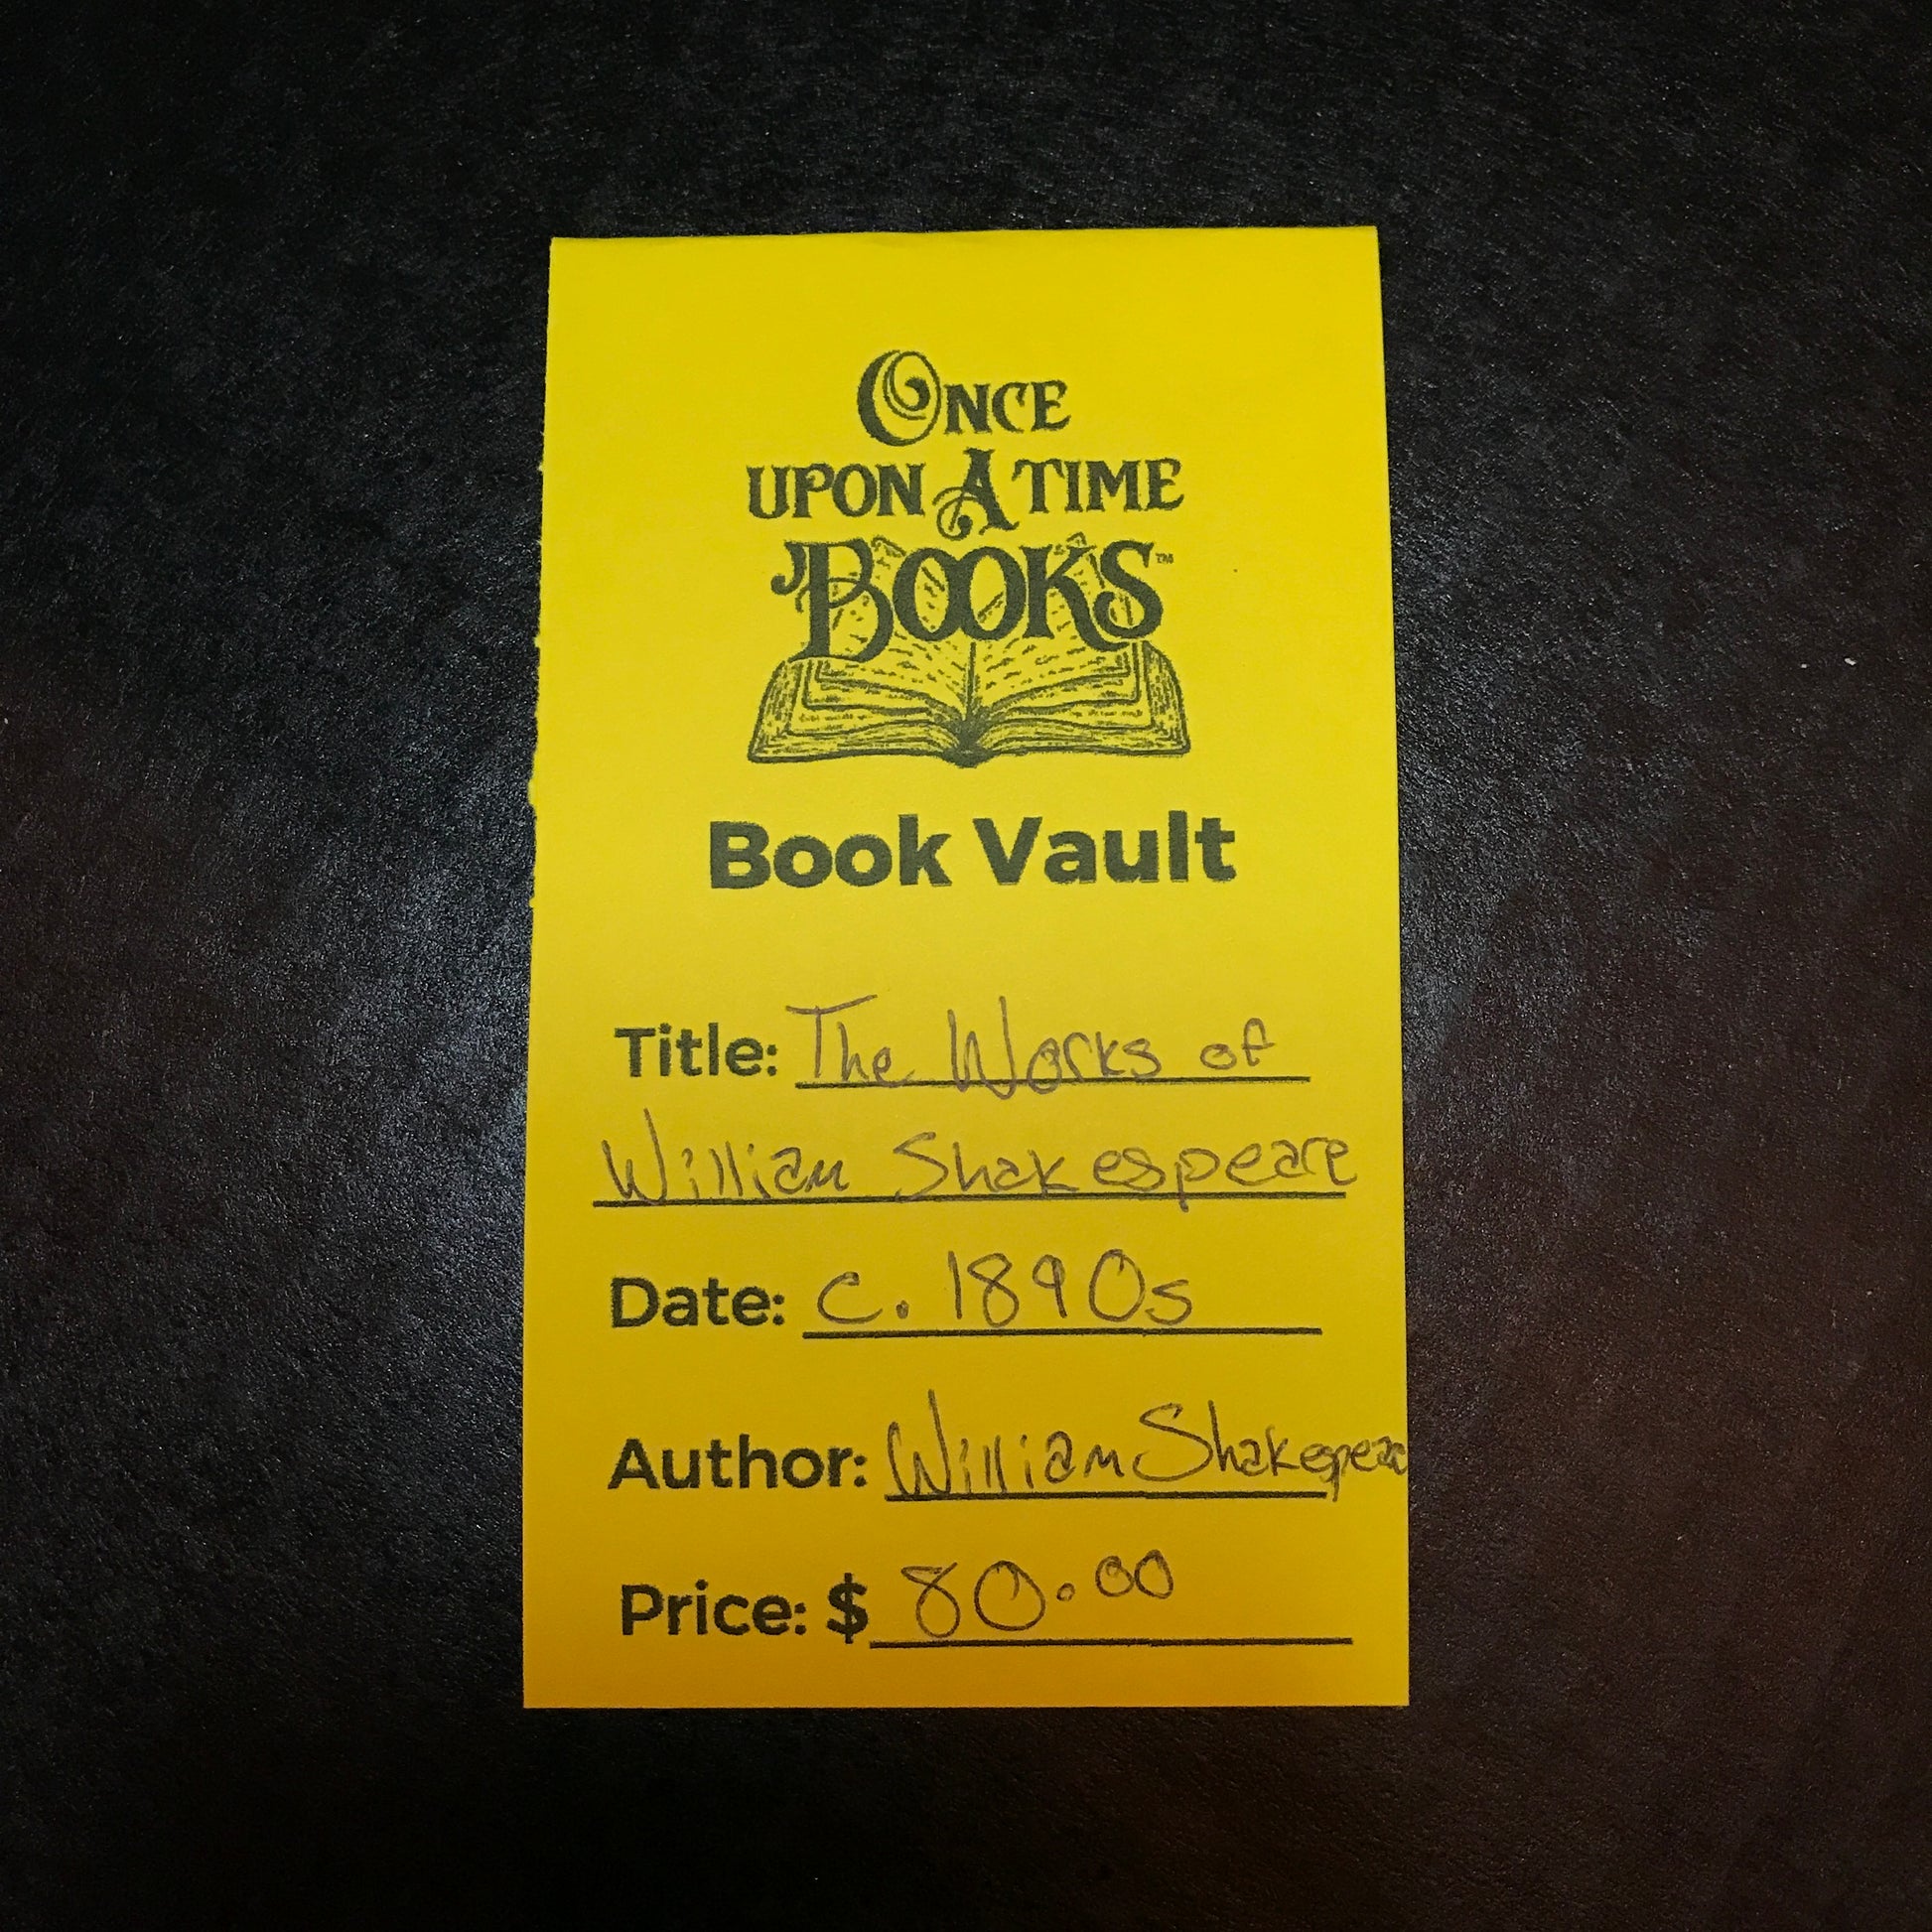 ONCE
UPON A TIME
BOOKS™
Book Vault
Title: The Works of
William Shakespeare
Date: c. 1890s
Author: William Shakespeare
Price: $ 80.00